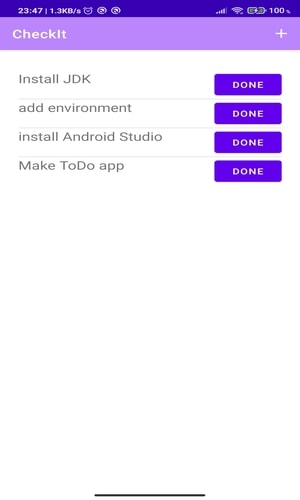 23:47 | 1.3KB/s 100 %
CheckIt +
Install JDK DONE
add environment DONE
install Android Studio DONE
Make ToDo app DONE